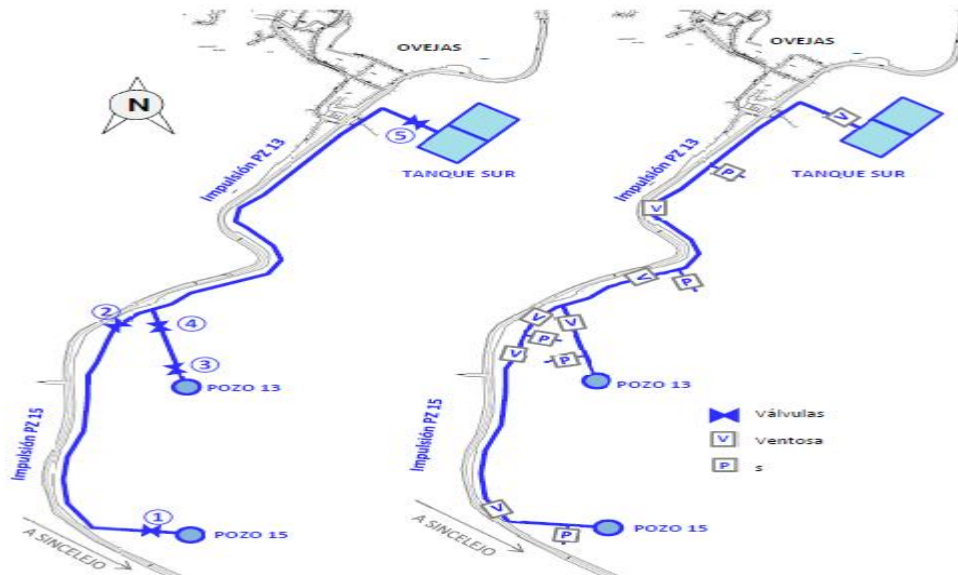 OVEJAS
N
5
TANQUE SUR
Impulsión PZ 13
2
4
3
POZO 13
Impulsión PZ 15
1
POZO 15
A SINCELEJO
OVEJAS
V
TANQUE SUR
Impulsión PZ 13
P
V
V
P
V
V
P
V
P
POZO 13
Impulsión PZ 15
V
P
POZO 15
A SINCELEJO
Válvulas
V Ventosa
P s